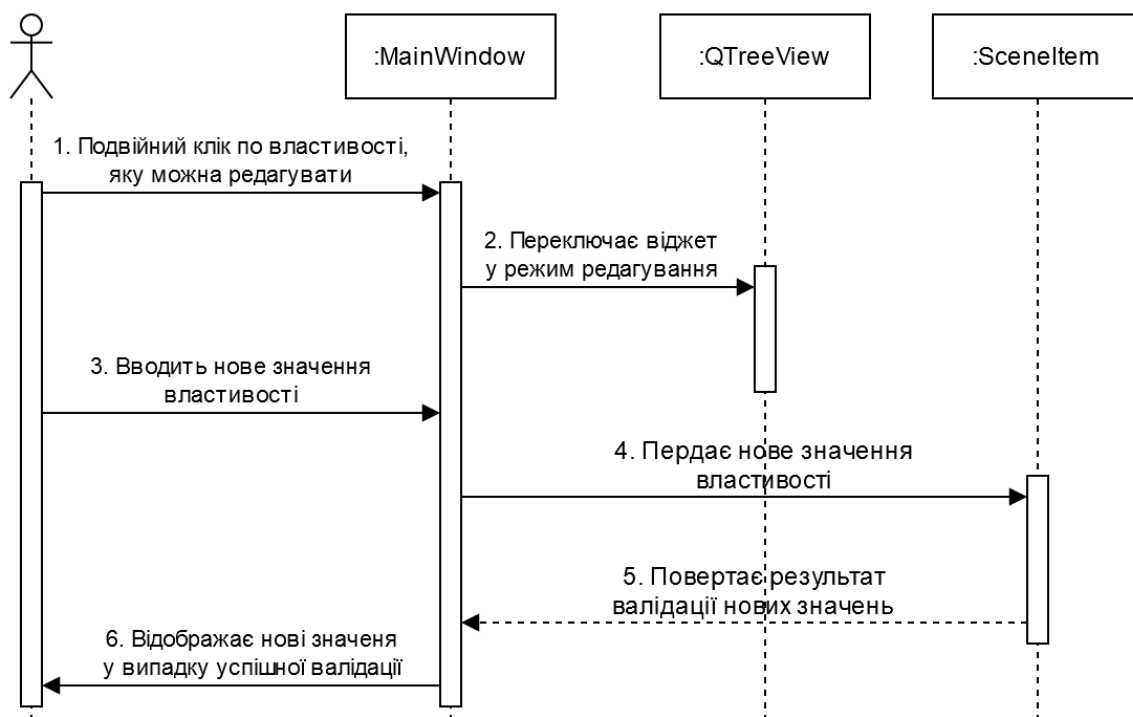 :MainWindow
:QTreeView
:SceneItem
1. Подвійний клік по властивості,
яку можна редагувати
2. Переключає віджет
у режим редагування
3. Вводить нове значення
властивості
4. Пердає нове значення
властивості
5. Повертає результат
валідації нових значень
6. Відображає нові значеня
у випадку успішної валідації